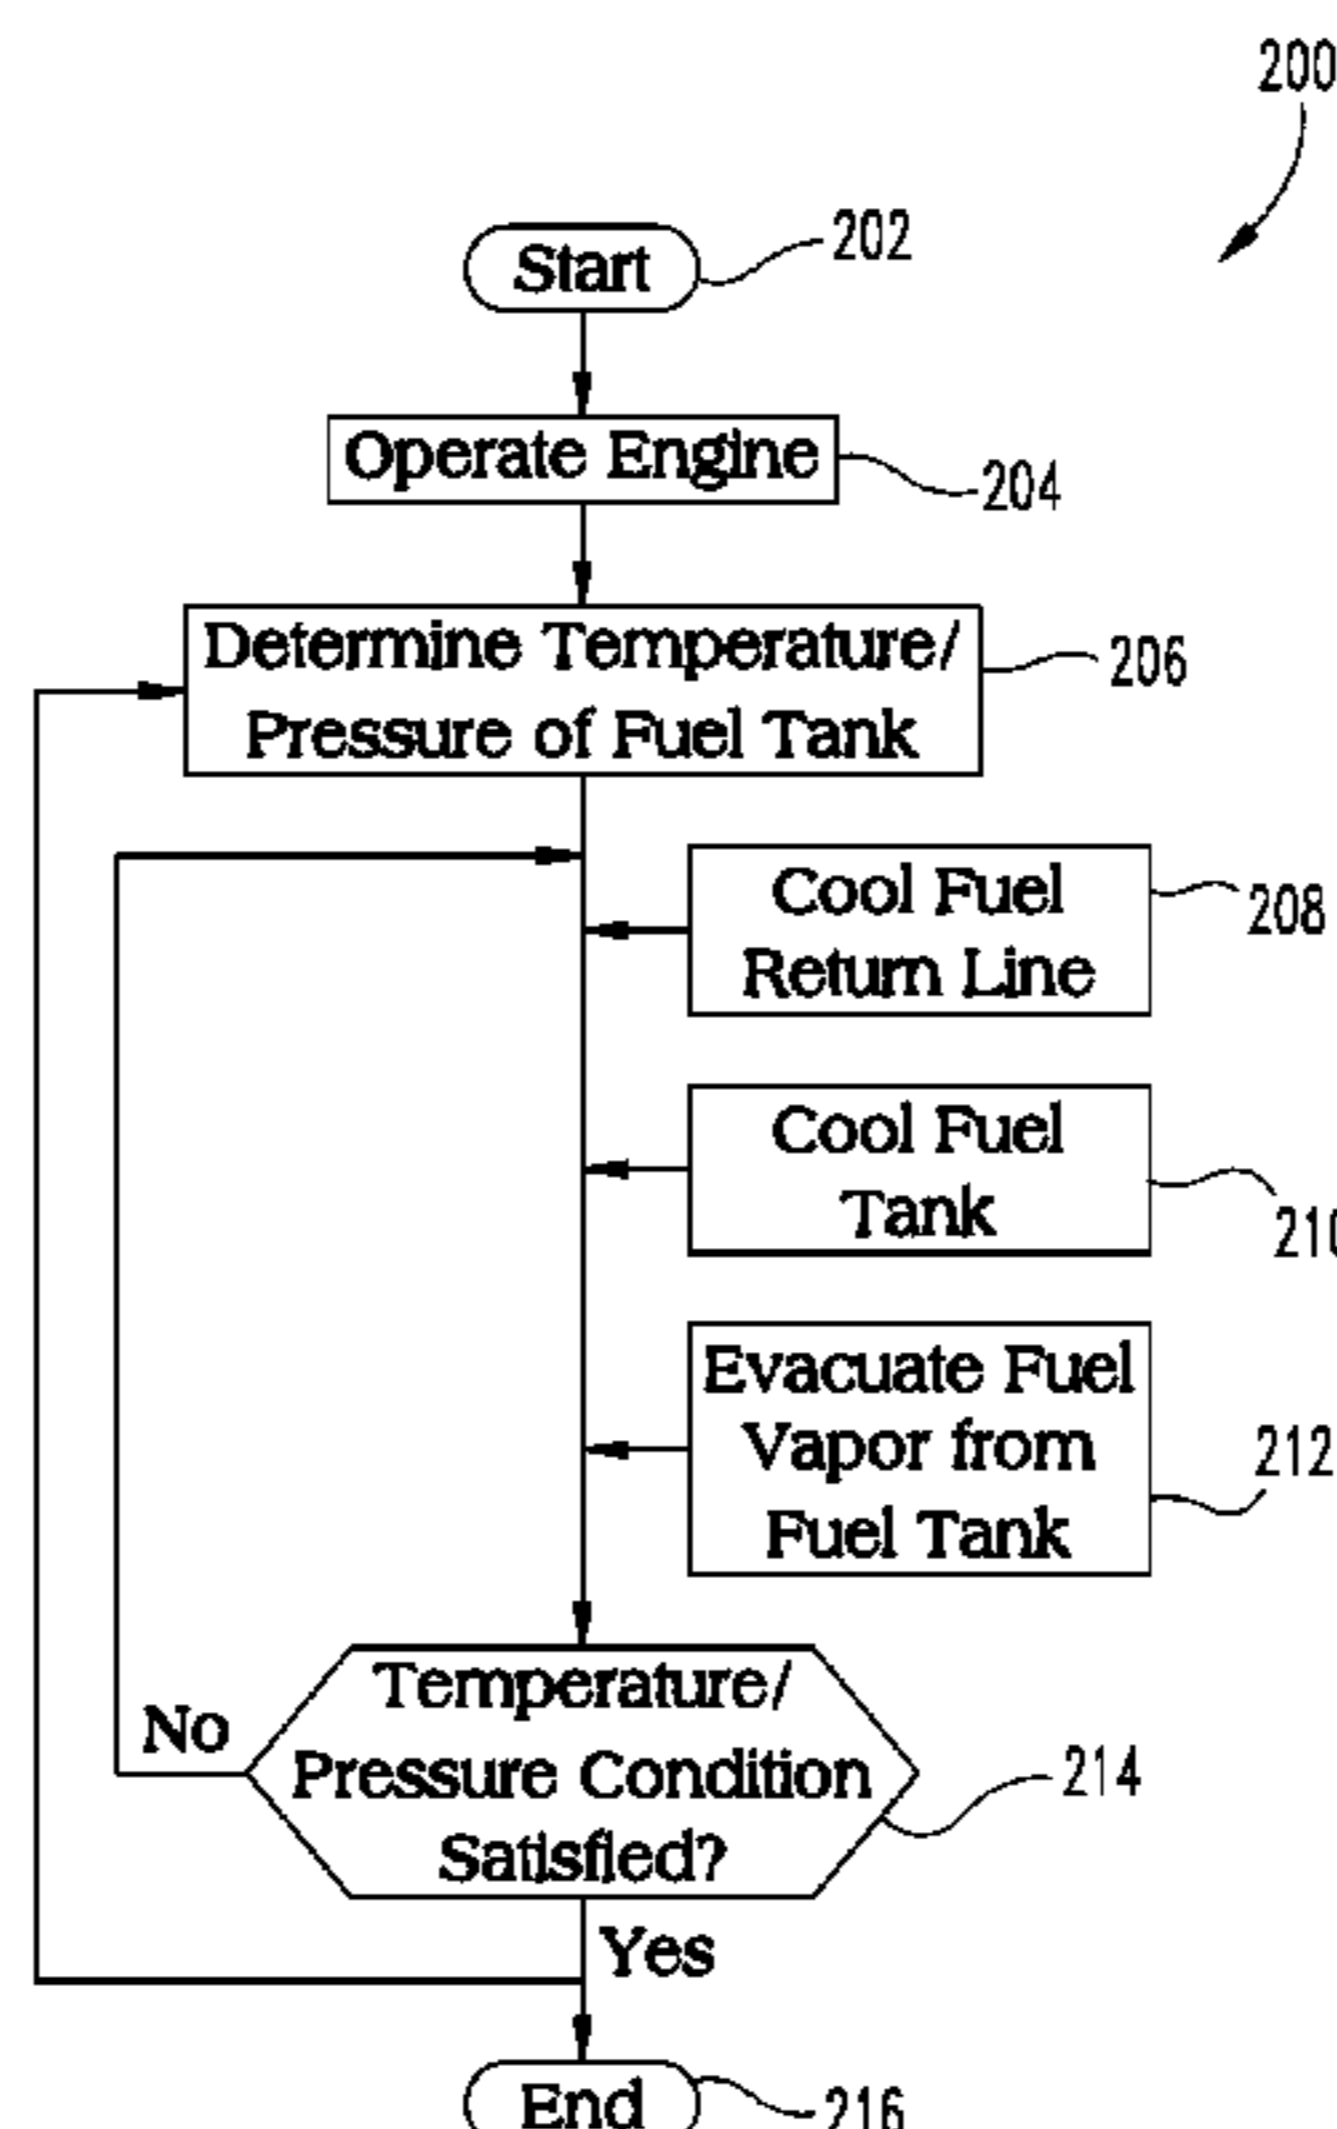 200
Start
202
Operate Engine
204
Determine Temperature/
Pressure of Fuel Tank
206
Cool Fuel
Return Line
208
Cool Fuel
Tank
210
Evacuate Fuel
Vapor from
Fuel Tank
212
No
Temperature/
Pressure Condition
Satisfied?
214
Yes
End
216